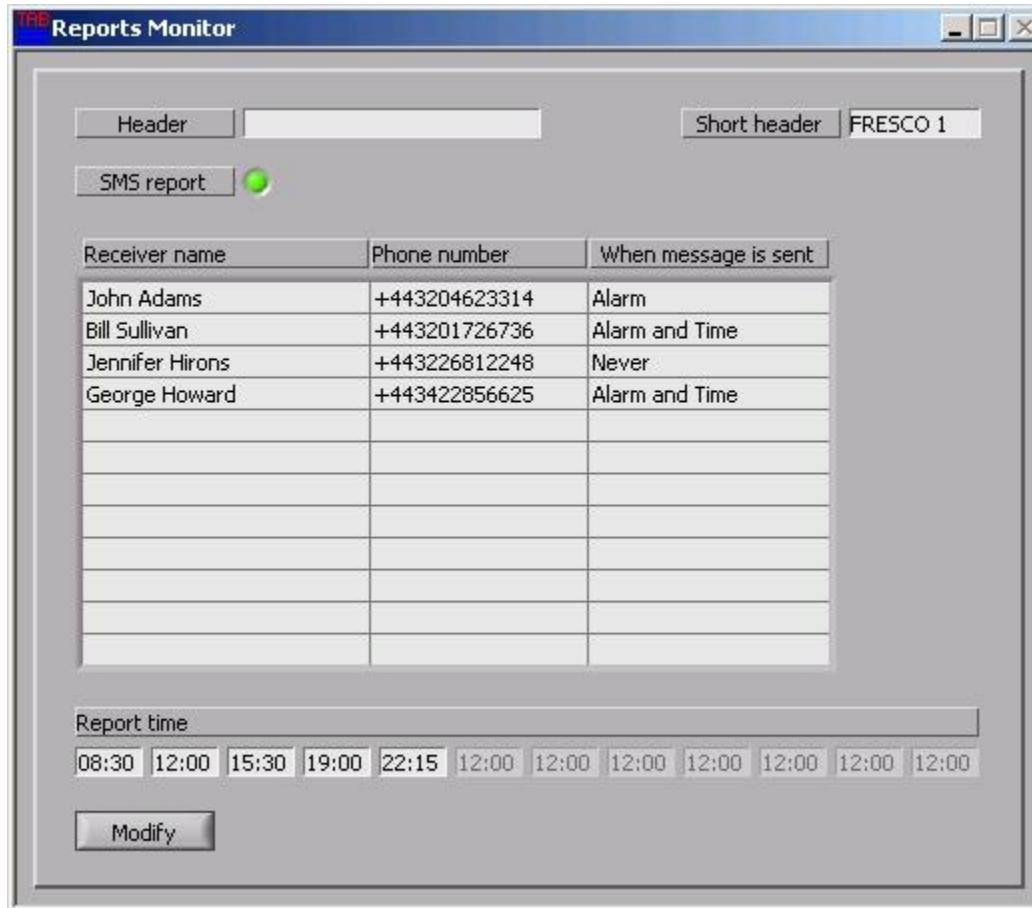 TAB Reports Monitor
Header Short header FRESCO 1
SMS report
Receiver name Phone number When message is sent
John Adams +443204623314 Alarm
Bill Sullivan +443201726736 Alarm and Time
Jennifer Hirons +443226812248 Never
George Howard +443422856625 Alarm and Time
Report time
08:30 12:00 15:30 19:00 22:15 12:00 12:00 12:00 12:00 12:00 12:00 12:00
Modify